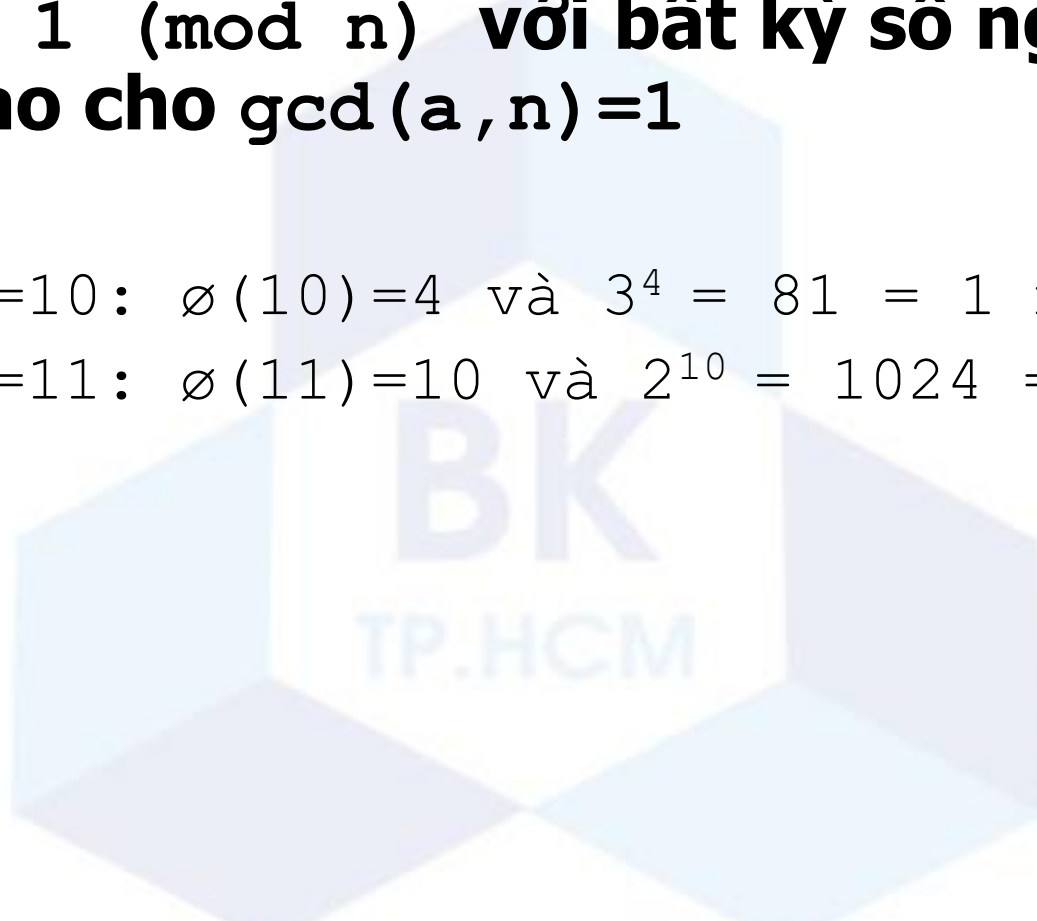 1 (mod n) với bất kỳ số ng
ho cho gcd(a,n)=1
=10: ø(10)=4 và 3⁴ = 81 = 1
=11: ø(11)=10 và 2¹⁰ = 1024 =
BK
TP.HCM